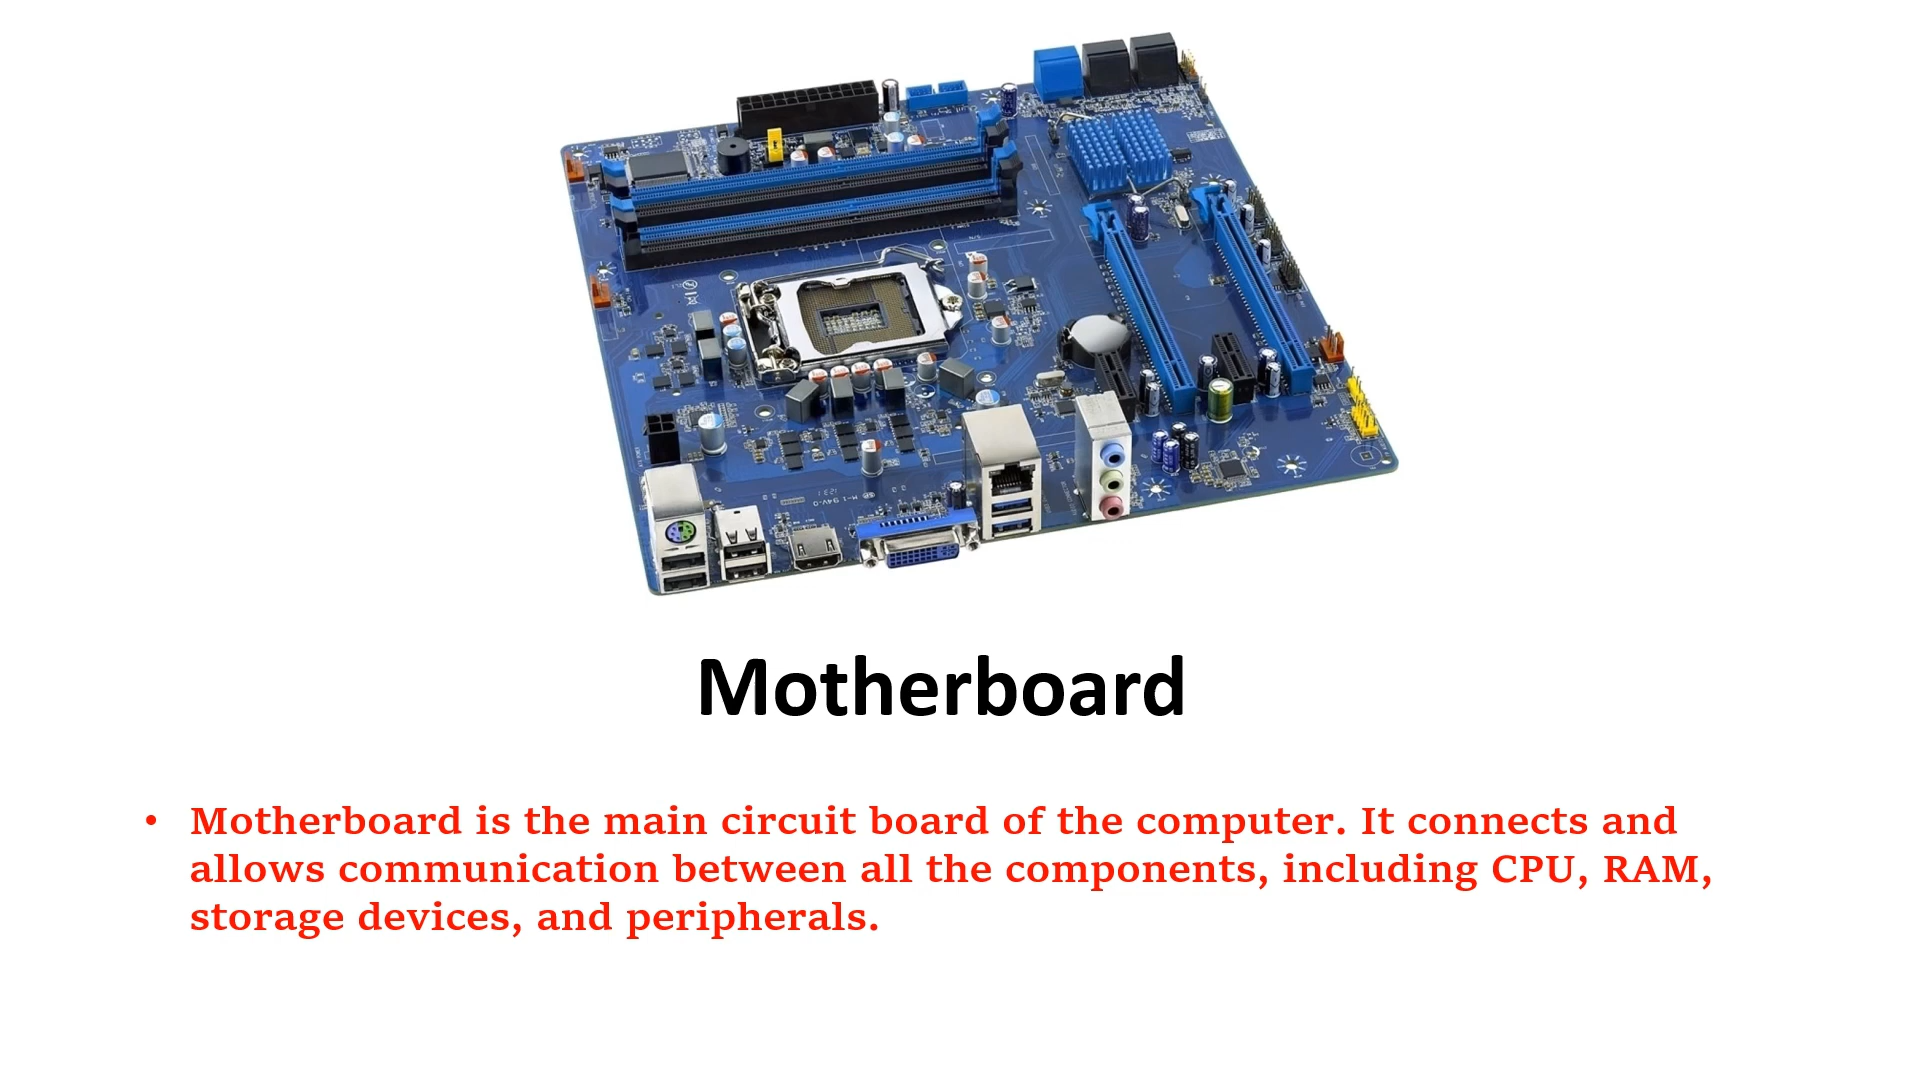 Motherboard
• Motherboard is the main circuit board of the computer. It connects and
allows communication between all the components, including CPU, RAM,
storage devices, and peripherals.